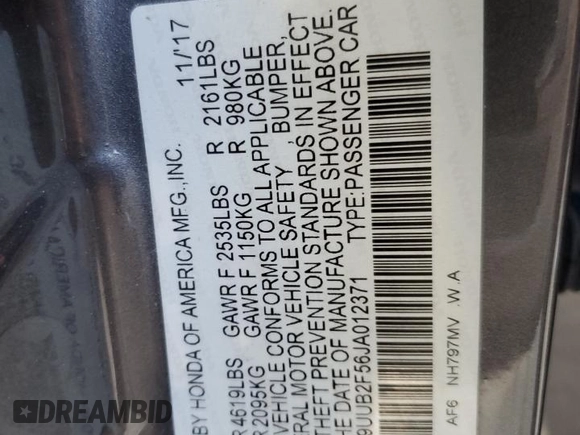 BY HONDA OF AMERICA MFG.,INC. 11/'17
4619LBS GAWR F 2535LBS R 2161LBS
2095KG GAWR F 1150KG R 980KG
VEHICLE CONFORMS TO ALL APPLICABLE
MOTOR VEHICLE SAFETY, BUMPER,
THEFT PREVENTION STANDARDS, IN EFFECT
THE DATE OF MANUFACTURE SHOWN ABOVE.
9UUB2F56JA012371 TYPE:PASSENGER CAR
AF6 NH797MV .W.A
DREAMBID
.COM